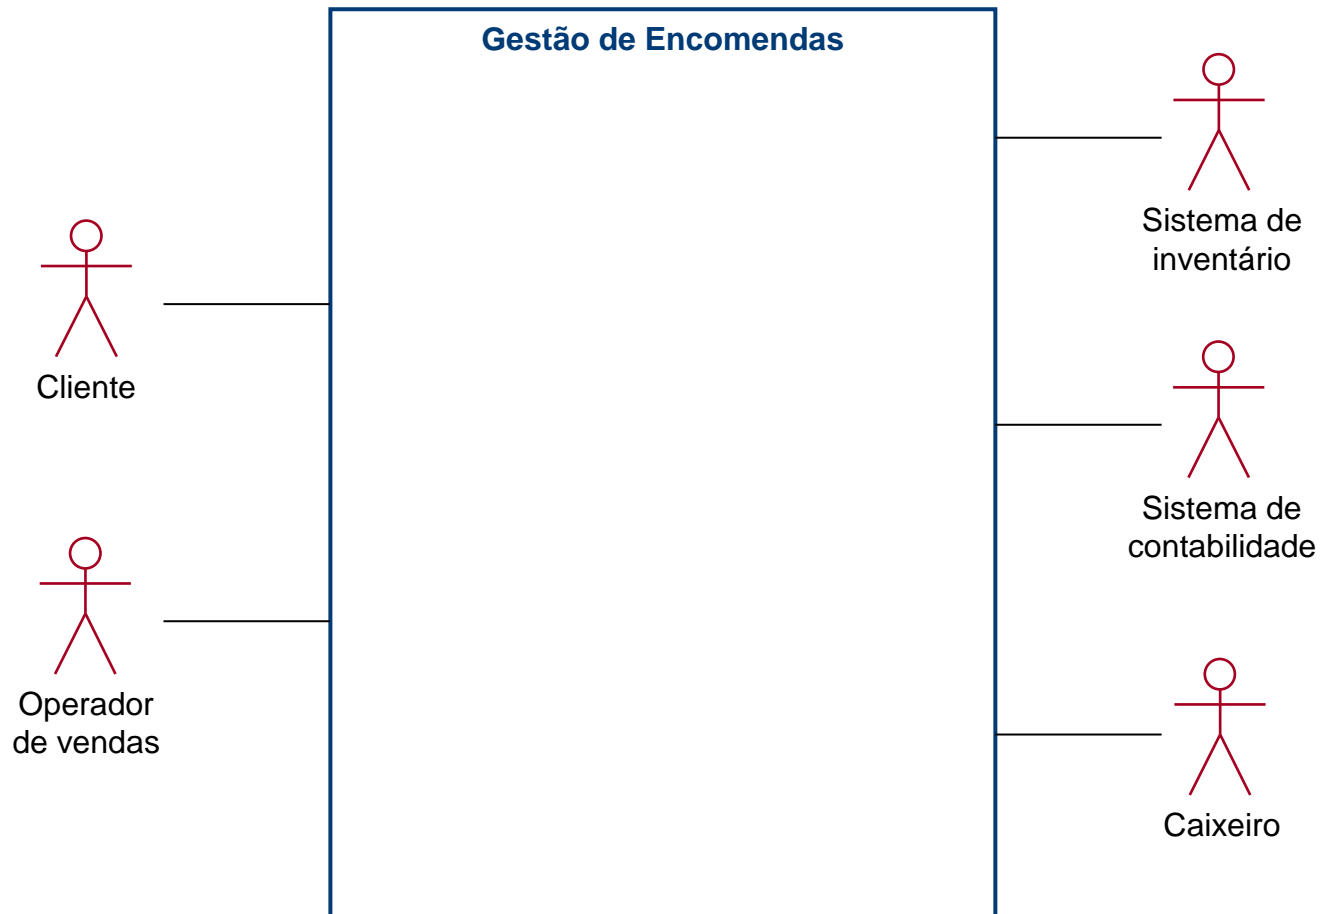 Gestão de Encomendas
Sistema de
inventário
Cliente
Sistema de
contabilidade
Operador
de vendas
Caixeiro